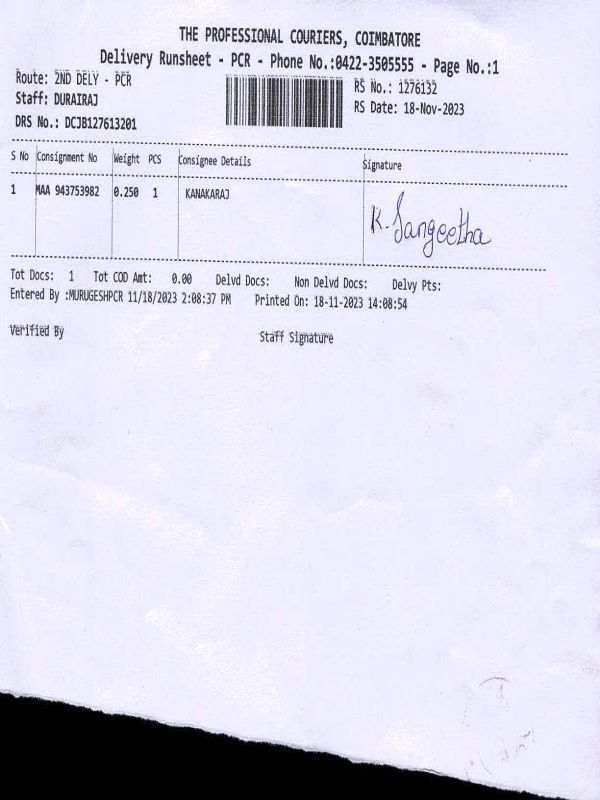 THE PROFESSIONAL COURIERS, COIMBATORE
Delivery Runsheet - PCR - Phone No.:0422-3505555 - Page No.:1
Route: 2ND DELY - PCR
RS No.: 1276132
Staff: DURAIRAJ
RS Date: 18-Nov-2023
DRS No.: DCJB127613201
S No Consignment No Weight PCS Consignee Details Signature
1 MAA 943753982 0.250 1 KANAKARAJ K. Sangeetha
Tot Docs: 1 Tot COD Amt: 0.00 Delvd Docs: Non Delvd Docs: Delvy Pts:
Entered By :MURUGESHPCR 11/18/2023 2:08:37 PM Printed On: 18-11-2023 14:08:54
Verified By Staff Signature